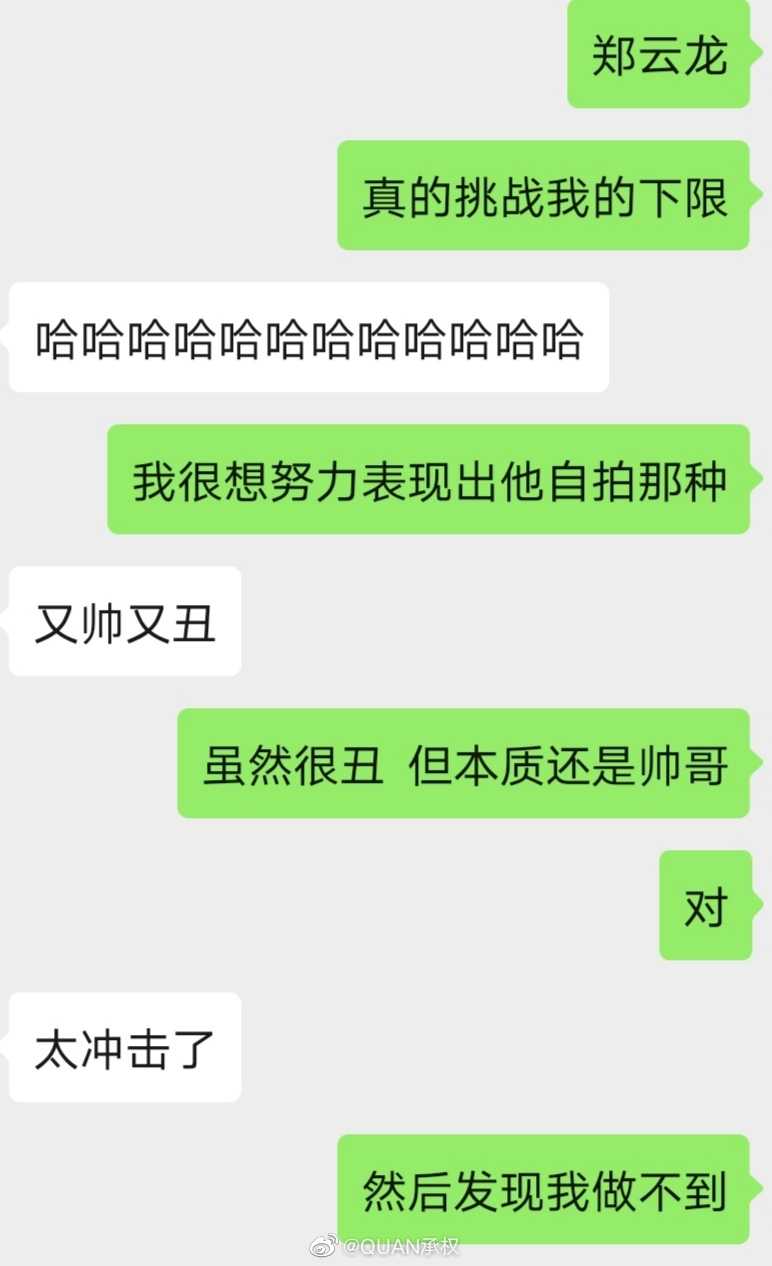 郑云龙
真的挑战我的下限
哈哈哈哈哈哈哈哈哈哈哈哈
我很想努力表现出他自拍那种
又帅又丑
虽然很丑 但本质还是帅哥
对
太冲击了
然后发现我做不到
@QUAN承权